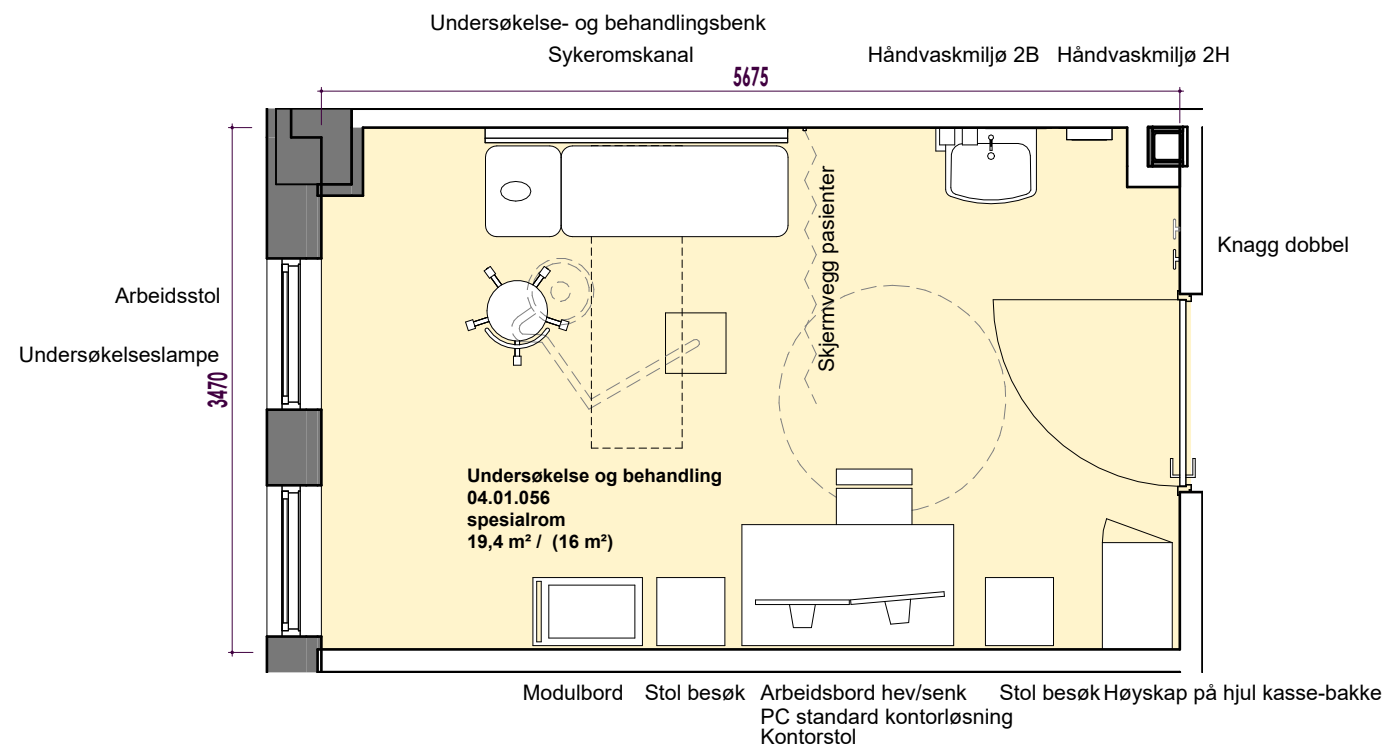 Undersøkelse- og behandlingsbenk
Sykeromskanal
Håndvaskmiljø 2B
Håndvaskmiljø 2H
5675
Skjermvegg pasienter
Knagg dobbel
Arbeidsstol
Undersøkelseslampe
3470
Undersøkelse og behandling
04.01.056
spesialrom
19,4 m² / (16 m²)
Modulbord
Stol besøk
Arbeidsbord hev/senk
PC standard kontorløsning
Kontorstol
Stol besøk
Høyskap på hjul kasse-bakke